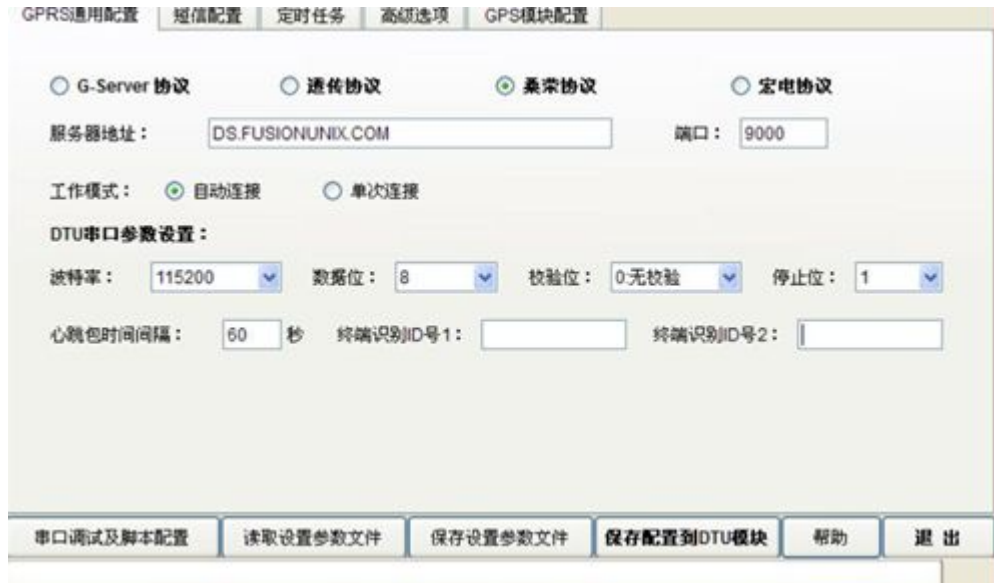 GPRS通用配置 短信配置 定时任务 高级选项 GPS模块配置
G-Server 协议 透传协议 桑荣协议 宏电协议
服务器地址： DS.FUSIONUNIX.COM 端口： 9000
工作模式： 自动连接 单次连接
DTU串口参数设置：
波特率： 115200 数据位： 8 校验位： 0:无校验 停止位： 1
心跳包时间间隔： 60 秒 终端识别ID号1： 终端识别ID号2：
串口调试及脚本配置 读取设置参数文件 保存设置参数文件 保存配置到DTU模块 帮助 退 出